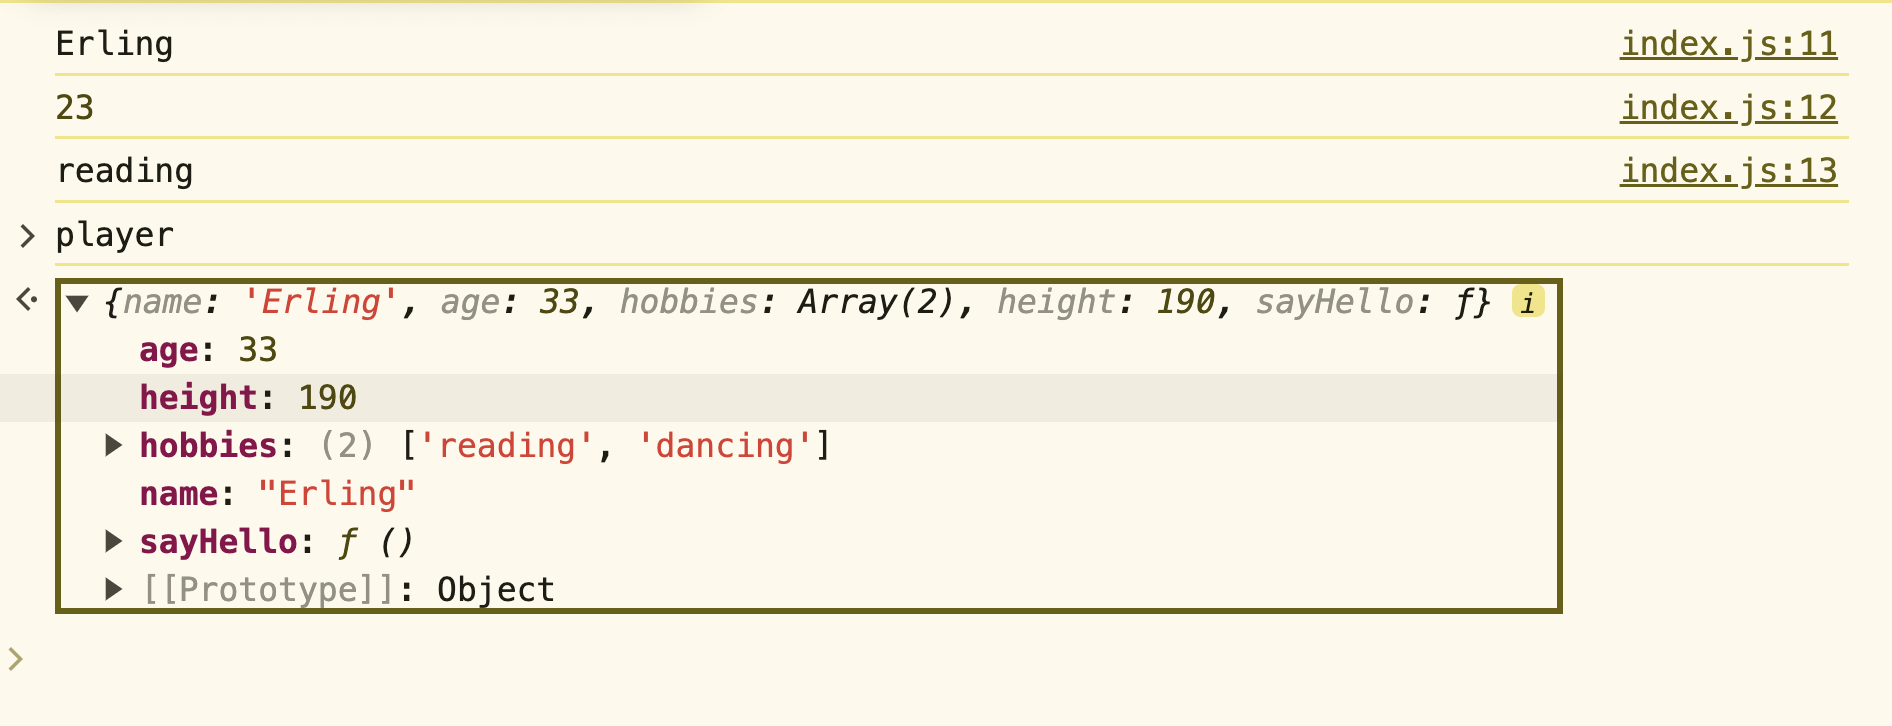 Erling index.js:11
23 index.js:12
reading index.js:13
> player
{name: 'Erling', age: 33, hobbies: Array(2), height: 190, sayHello: ƒ} i
age: 33
height: 190
hobbies: (2) ['reading', 'dancing']
name: "Erling"
sayHello: ƒ ()
[[Prototype]]: Object
>